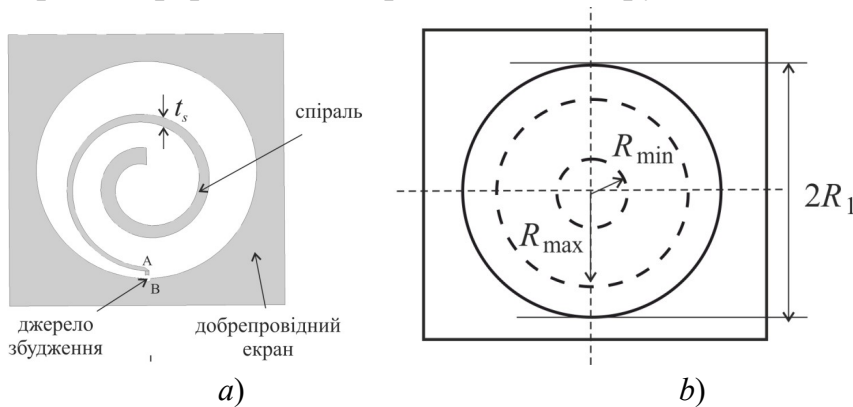 t_s
спіраль
A
B
джерело
збудження
добрепровідний
екран
a)
R_min
R_max
2R_1
b)